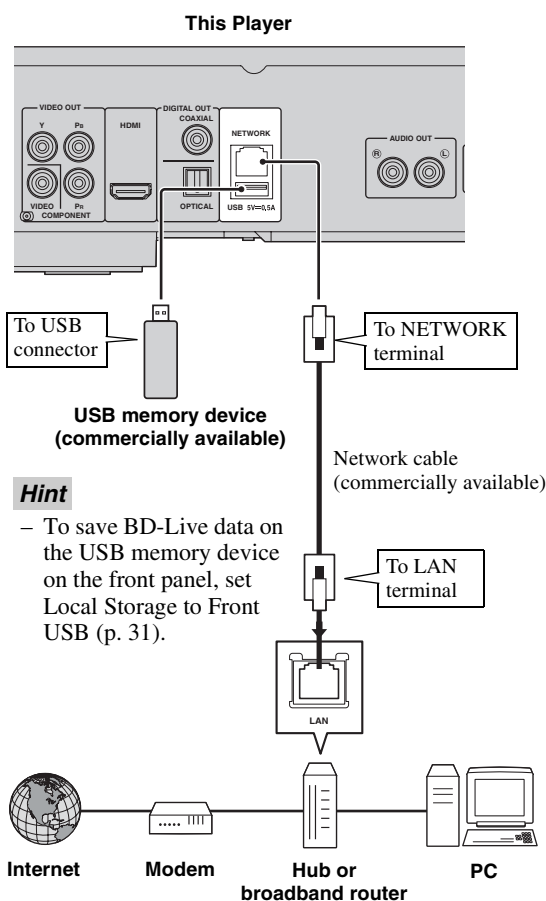 This Player
VIDEO OUT
Y
PB
VIDEO
PR
COMPONENT
HDMI
DIGITAL OUT
COAXIAL
OPTICAL
NETWORK
USB 5V⎓0,5A
AUDIO OUT
R
L
To USB
connector
To NETWORK
terminal
USB memory device
(commercially available)
Network cable
(commercially available)
Hint
– To save BD-Live data on
the USB memory device
on the front panel, set
Local Storage to Front
USB (p. 31).
To LAN
terminal
LAN
Internet
Modem
Hub or
broadband router
PC